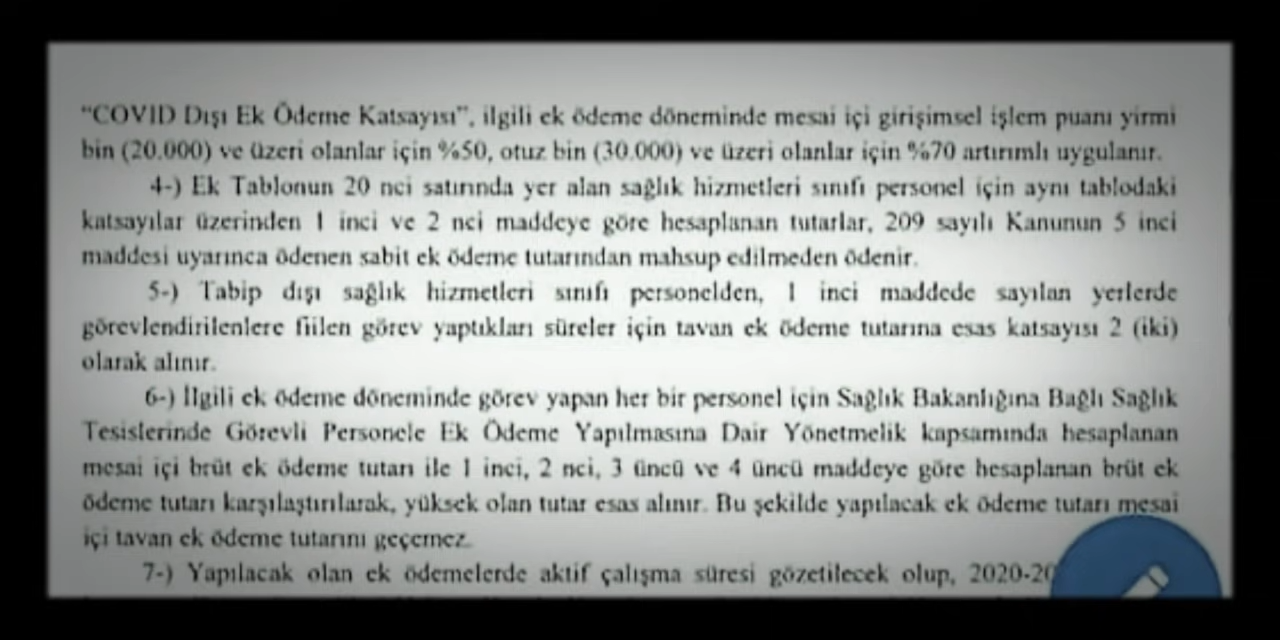 “COVID Dışı Ek Ödeme Katsayısı”, ilgili ek ödeme döneminde mesai içi girişimsel işlem puanı yirmi
bin (20.000) ve üzeri olanlar için %50, otuz bin (30.000) ve üzeri olanlar için %70 artırımlı uygulanır.
4-) Ek Tablonun 20 nci satırında yer alan sağlık hizmetleri sınıfı personel için aynı tablodaki
katsayılar üzerinden 1 inci ve 2 nci maddeye göre hesaplanan tutarlar, 209 sayılı Kanunun 5 inci
maddesi uyarınca ödenen sabit ek ödeme tutarından mahsup edilmeden ödenir.
5-) Tabip dışı sağlık hizmetleri sınıfı personelden, 1 inci maddede sayılan yerlerde
görevlendirilenlere fiilen görev yaptıkları süreler için tavan ek ödeme tutarına esas katsayısı 2 (iki)
olarak alınır.
6-) İlgili ek ödeme döneminde görev yapan her bir personel için Sağlık Bakanlığına Bağlı Sağlık
Tesislerinde Görevli Personele Ek Ödeme Yapılmasına Dair Yönetmelik kapsamında hesaplanan
mesai içi brüt ek ödeme tutarı ile 1 inci, 2 nci, 3 üncü ve 4 üncü maddeye göre hesaplanan brüt ek
ödeme tutarı karşılaştırılarak, yüksek olan tutar esas alınır. Bu şekilde yapılacak ek ödeme tutarı mesai
içi tavan ek ödeme tutarını geçemez.
7-) Yapılacak olan ek ödemelerde aktif çalışma süresi gözetilecek olup,